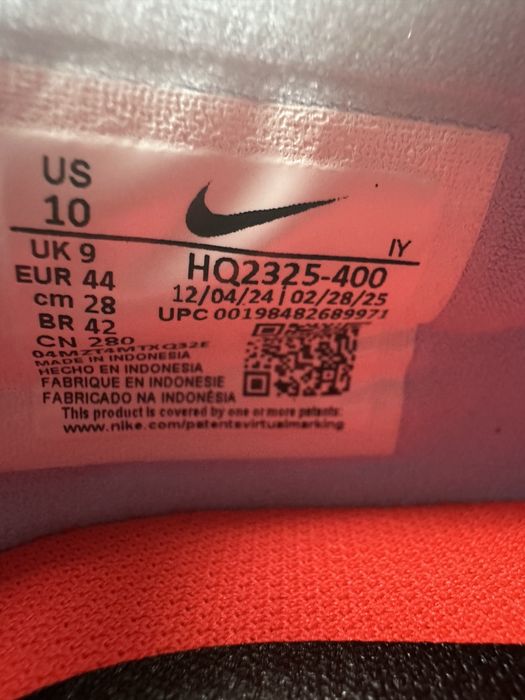 US
10
UK 9
EUR 44
cm 28
BR 42
CN 280
IY
HQ2325-400
12/04/24 | 02/28/25
UPC 00198482689971
04MZT4MTXQ32E
MADE IN INDONESIA
HECHO EN INDONESIA
FABRIQUE EN INDONESIE
FABRICADO NA INDONÉSIA
This product is covered by one or more patents:
www.nike.com/patentsvirtualmarking